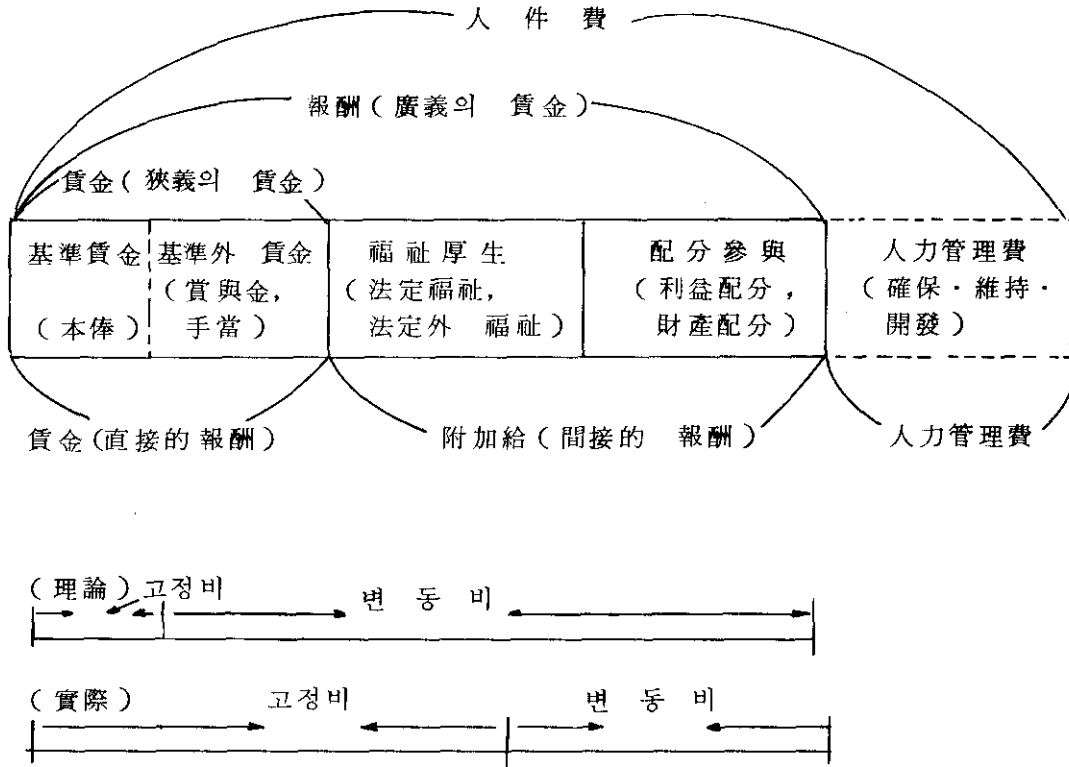 人 件 費
報酬 ( 廣義의 賃金 )
賃金 ( 狹義의 賃金 )
基準賃金
( 本俸 )
基準外 賃金
( 賞與金,
手當 )
福祉厚生
( 法定福祉,
法定外 福祉 )
配分參與
( 利益配分 ,
財產配分 )
人力管理費
( 確保 · 維持 ·
開發 )
賃金 (直接的 報酬 )
附加給 ( 間接的 報酬 )
人力管理費
( 理論 ) 고정비 변 동 비
( 實際 ) 고정비 변 동 비